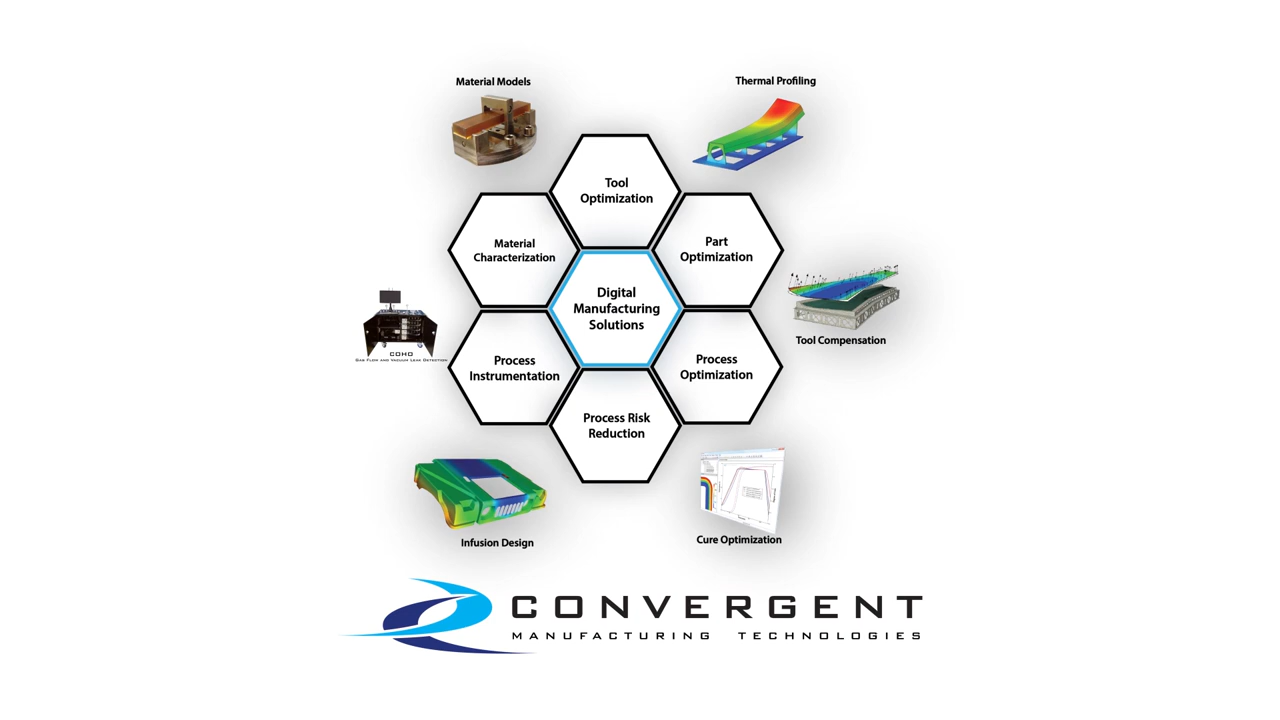 Material Models
Thermal Profiling
Tool
Optimization
Material
Characterization
Part
Optimization
Digital
Manufacturing
Solutions
COHO
Gas Flow and Vacuum Leak Detection
Tool Compensation
Process
Instrumentation
Process
Optimization
Process Risk
Reduction
Infusion Design
Cure Optimization
CONVERGENT
MANUFACTURING TECHNOLOGIES